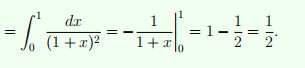 = ∫₀¹ dx/(1 + x)² = −1/(1 + x)|₀¹ = 1 − 1/2 = 1/2.